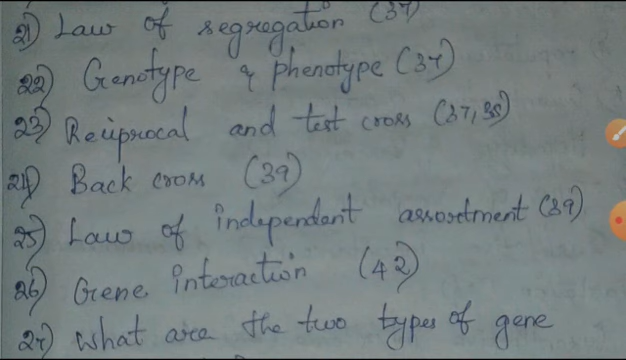 21) Law of segregation (37)
22) Genotype & phenotype (37)
23) Reciprocal and test cross (37,38)
24) Back cross (39)
25) Law of independent assortment (39)
26) Gene interaction (42)
27) what are the two types of gene